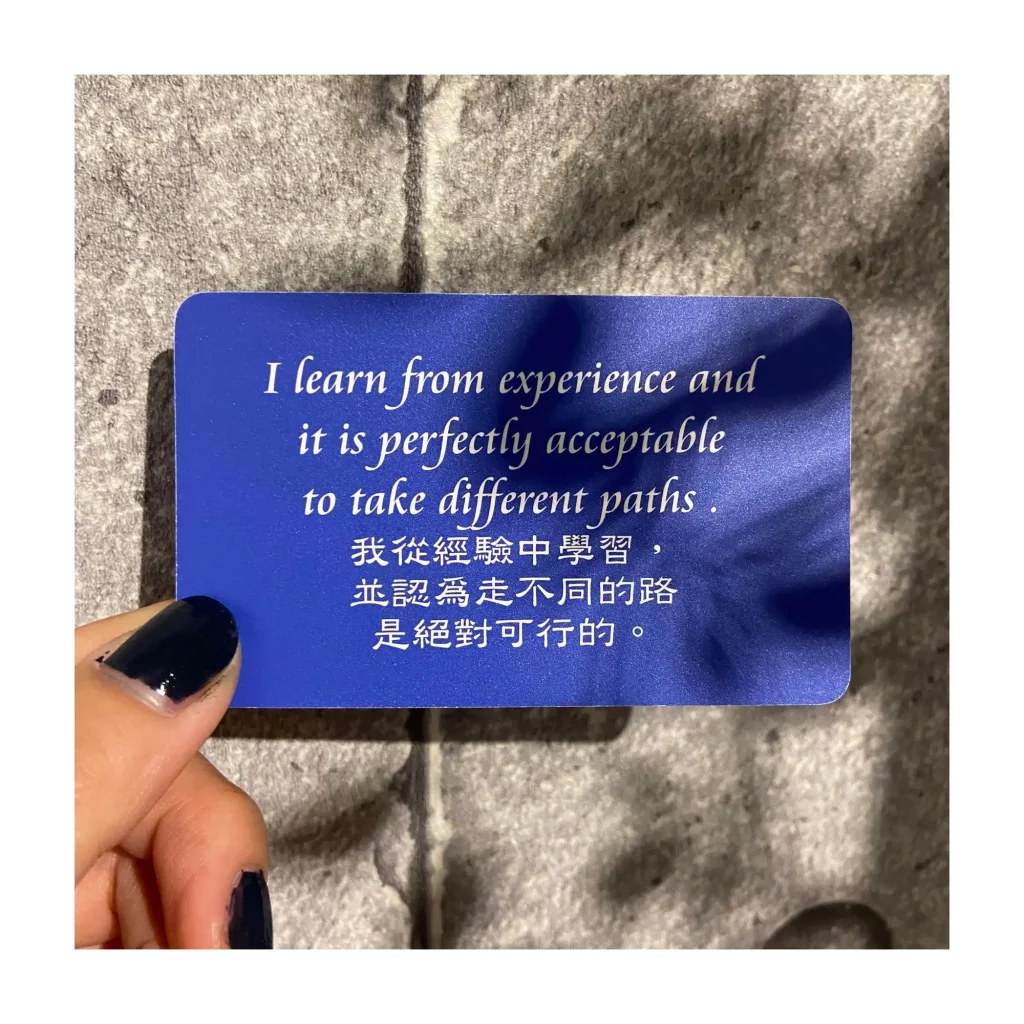 I learn from experience and
it is perfectly acceptable
to take different paths .
我從經驗中學習，
並認為走不同的路
是絕對可行的。